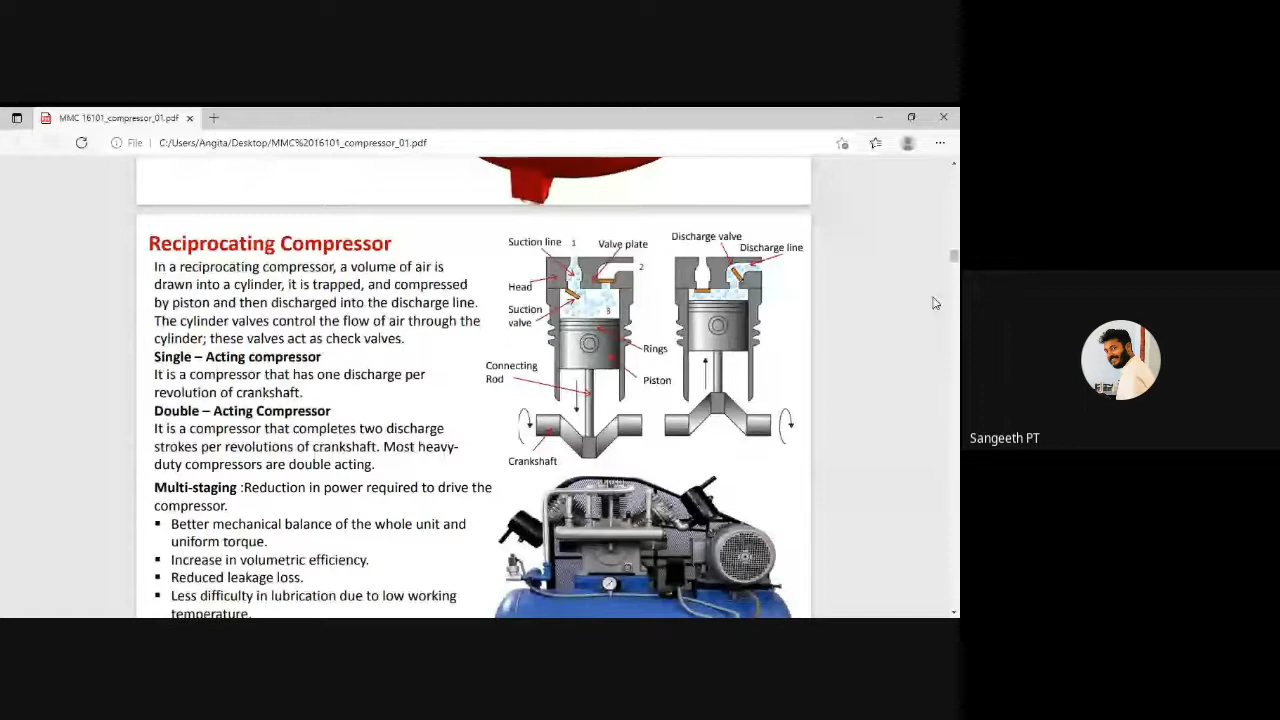 MMC 16101_compressor_01.pdf
File | C:/Users/Angita/Desktop/MMC%2016101_compressor_01.pdf
Reciprocating Compressor
In a reciprocating compressor, a volume of air is
drawn into a cylinder, it is trapped, and compressed
by piston and then discharged into the discharge line.
The cylinder valves control the flow of air through the
cylinder; these valves act as check valves.
Single – Acting compressor
It is a compressor that has one discharge per
revolution of crankshaft.
Double – Acting Compressor
It is a compressor that completes two discharge
strokes per revolutions of crankshaft. Most heavy-
duty compressors are double acting.
Multi-staging :Reduction in power required to drive the
compressor.
▪ Better mechanical balance of the whole unit and
uniform torque.
▪ Increase in volumetric efficiency.
▪ Reduced leakage loss.
▪ Less difficulty in lubrication due to low working
temperature.
Suction line
1
Valve plate
2
Head
Suction
valve
3
Rings
Connecting
Rod
Piston
Crankshaft
Discharge valve
Discharge line
Sangeeth PT